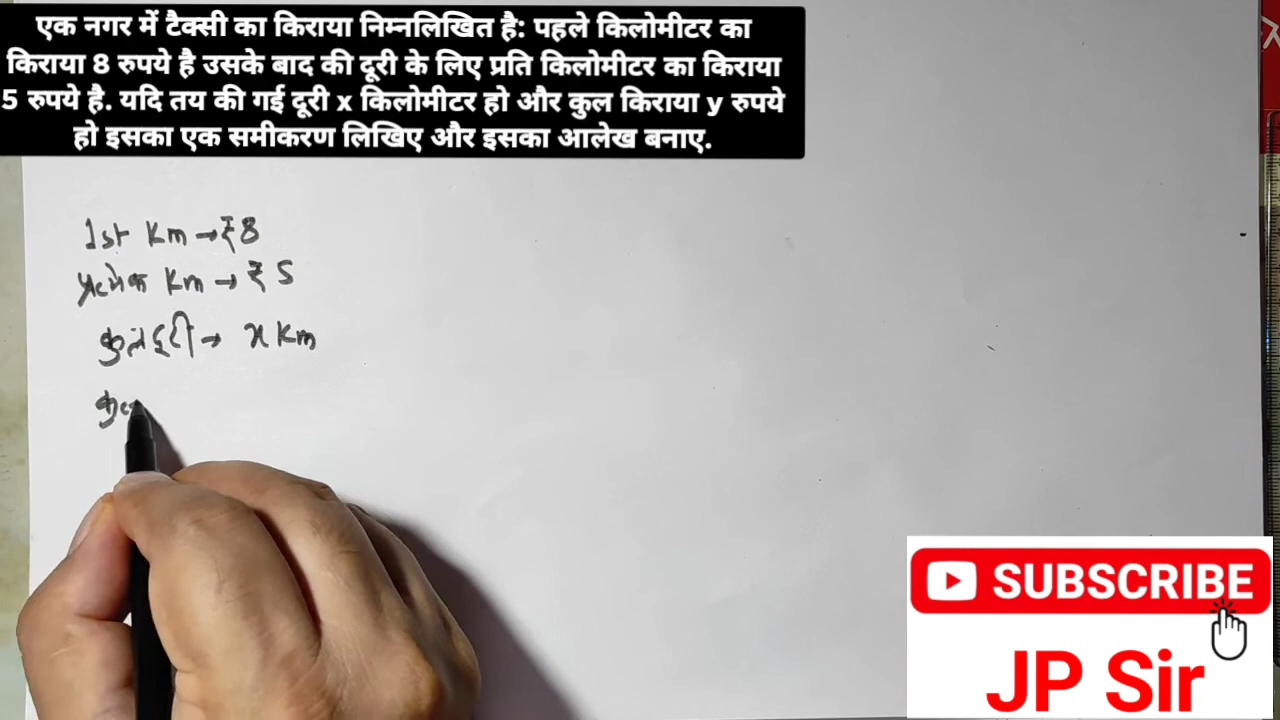 एक नगर में टैक्सी का किराया निम्नलिखित है: पहले किलोमीटर का
किराया 8 रुपये है उसके बाद की दूरी के लिए प्रति किलोमीटर का किराया
5 रुपये है. यदि तय की गई दूरी x किलोमीटर हो और कुल किराया y रुपये
हो इसका एक समीकरण लिखिए और इसका आलेख बनाए.
1st Km → ₹8
प्रत्येक Km → ₹ 5
कुल दूरी → x Km
SUBSCRIBE
JP Sir